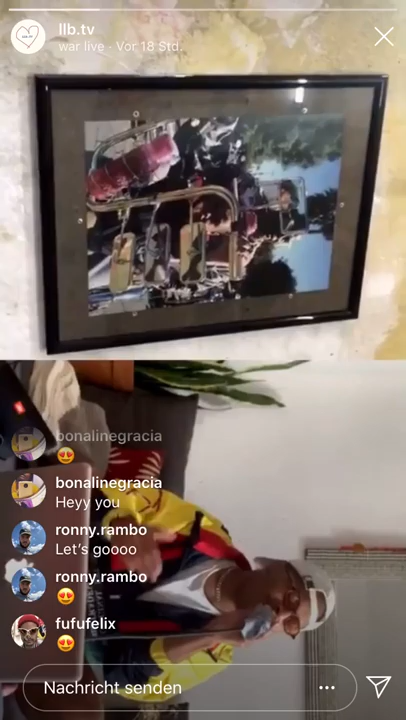 llb.tv
war live · Vor 18 Std.
bonalinegracia
bonalinegracia
Heyy you
ronny.rambo
Let's goooo
ronny.rambo
fufufelix
Nachricht senden